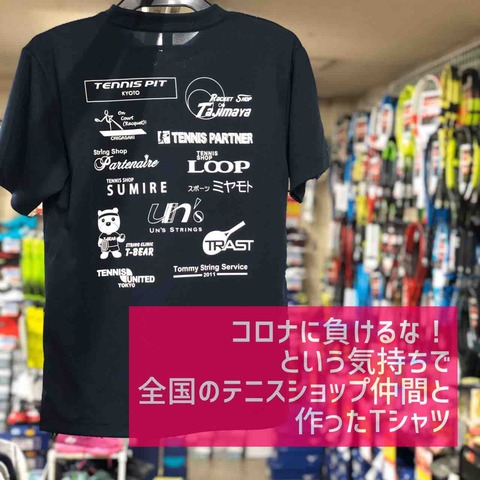 TENNIS PIT
KYOTO
RACKET SHOP
Tajimaya
On
Court
(Racquet)
CHIGASAKI
TENNIS PARTNER
String Shop
Partenaire
TENNIS
SHOP
LOOP
TENNIS SHOP
SUMIRE
スポーツ ミヤモト
un's
UN'S STRINGS
T-BEAR
STRING CLINIC
T-BEAR
TRAST
TENNIS
UNITED
TOKYO
Tommy String Service
2011
コロナに負けるな！
という気持ちで
全国のテニスショップ仲間と
作ったTシャツ